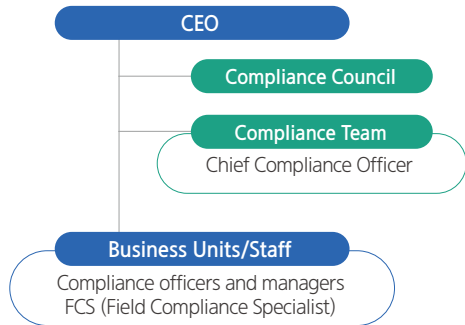 CEO
Compliance Council
Compliance Team
Chief Compliance Officer
Business Units/Staff
Compliance officers and managers
FCS (Field Compliance Specialist)